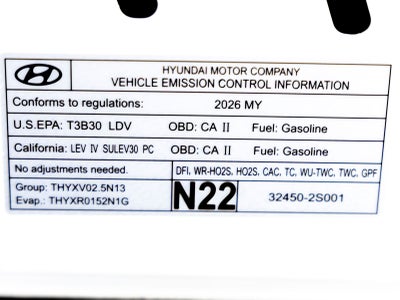 HYUNDAI MOTOR COMPANY
VEHICLE EMISSION CONTROL INFORMATION
Conforms to regulations: 2026 MY
U.S.EPA: T3B30 LDV OBD: CA II Fuel: Gasoline
California: LEV IV SULEV30 PC OBD: CA II Fuel: Gasoline
No adjustments needed. DFI, WR-HO2S, HO2S, CAC, TC, WU-TWC, TWC, GPF
Group: THYXV02.5N13
Evap.: THYXR0152N1G
N22
32450-2S001